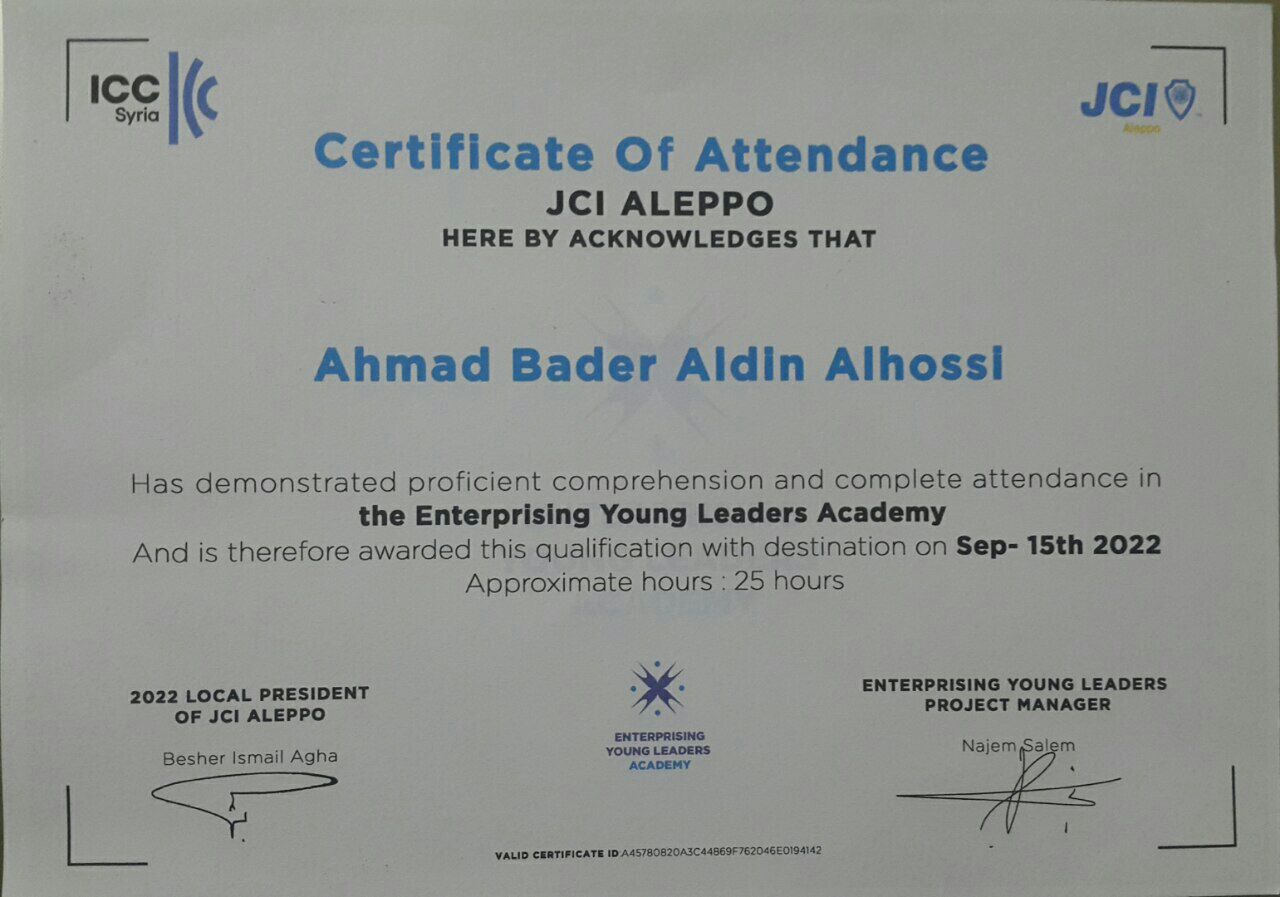 ICC
Syria
JCI
Aleppo
Certificate Of Attendance
JCI ALEPPO
HERE BY ACKNOWLEDGES THAT
Ahmad Bader Aldin Alhossi
Has demonstrated proficient comprehension and complete attendance in
the Enterprising Young Leaders Academy
And is therefore awarded this qualification with destination on Sep- 15th 2022
Approximate hours : 25 hours
2022 LOCAL PRESIDENT
OF JCI ALEPPO
Besher Ismail Agha
ENTERPRISING
YOUNG LEADERS
ACADEMY
ENTERPRISING YOUNG LEADERS
PROJECT MANAGER
Najem Salem
VALID CERTIFICATE ID:A45780820A3C44869F762046E0194142